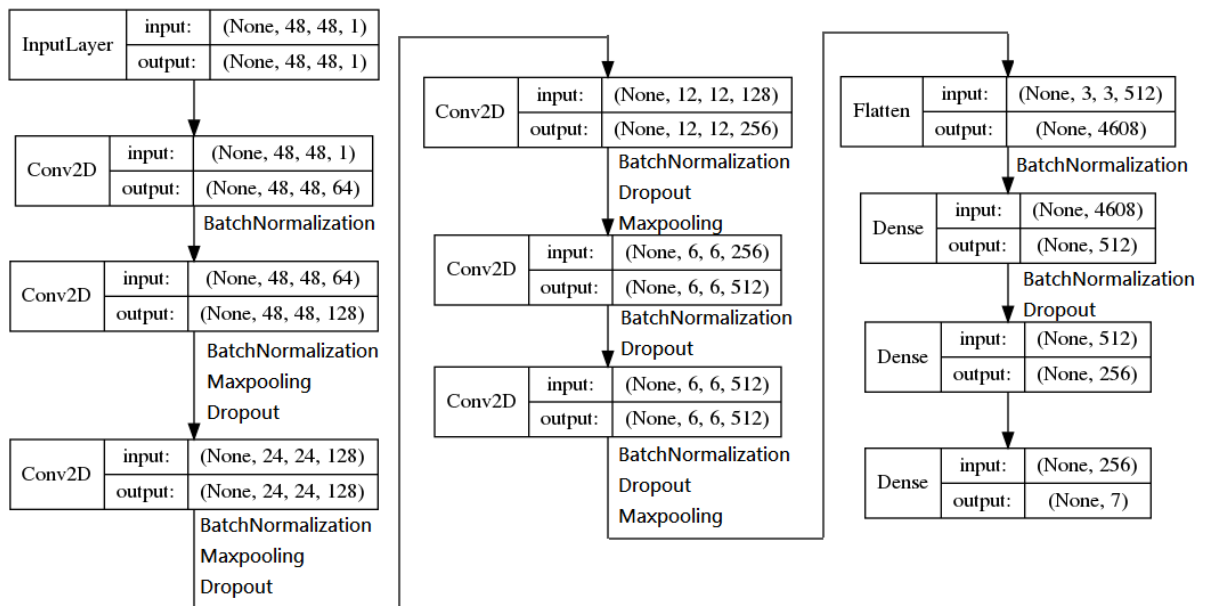 InputLayer
input: (None, 48, 48, 1)
output: (None, 48, 48, 1)
Conv2D
input: (None, 48, 48, 1)
output: (None, 48, 48, 64)
BatchNormalization
Conv2D
input: (None, 48, 48, 64)
output: (None, 48, 48, 128)
BatchNormalization
Maxpooling
Dropout
Conv2D
input: (None, 24, 24, 128)
output: (None, 24, 24, 128)
BatchNormalization
Maxpooling
Dropout
Conv2D
input: (None, 12, 12, 128)
output: (None, 12, 12, 256)
BatchNormalization
Dropout
Maxpooling
Conv2D
input: (None, 6, 6, 256)
output: (None, 6, 6, 512)
BatchNormalization
Dropout
Conv2D
input: (None, 6, 6, 512)
output: (None, 6, 6, 512)
BatchNormalization
Dropout
Maxpooling
Flatten
input: (None, 3, 3, 512)
output: (None, 4608)
BatchNormalization
Dense
input: (None, 4608)
output: (None, 512)
BatchNormalization
Dropout
Dense
input: (None, 512)
output: (None, 256)
Dense
input: (None, 256)
output: (None, 7)